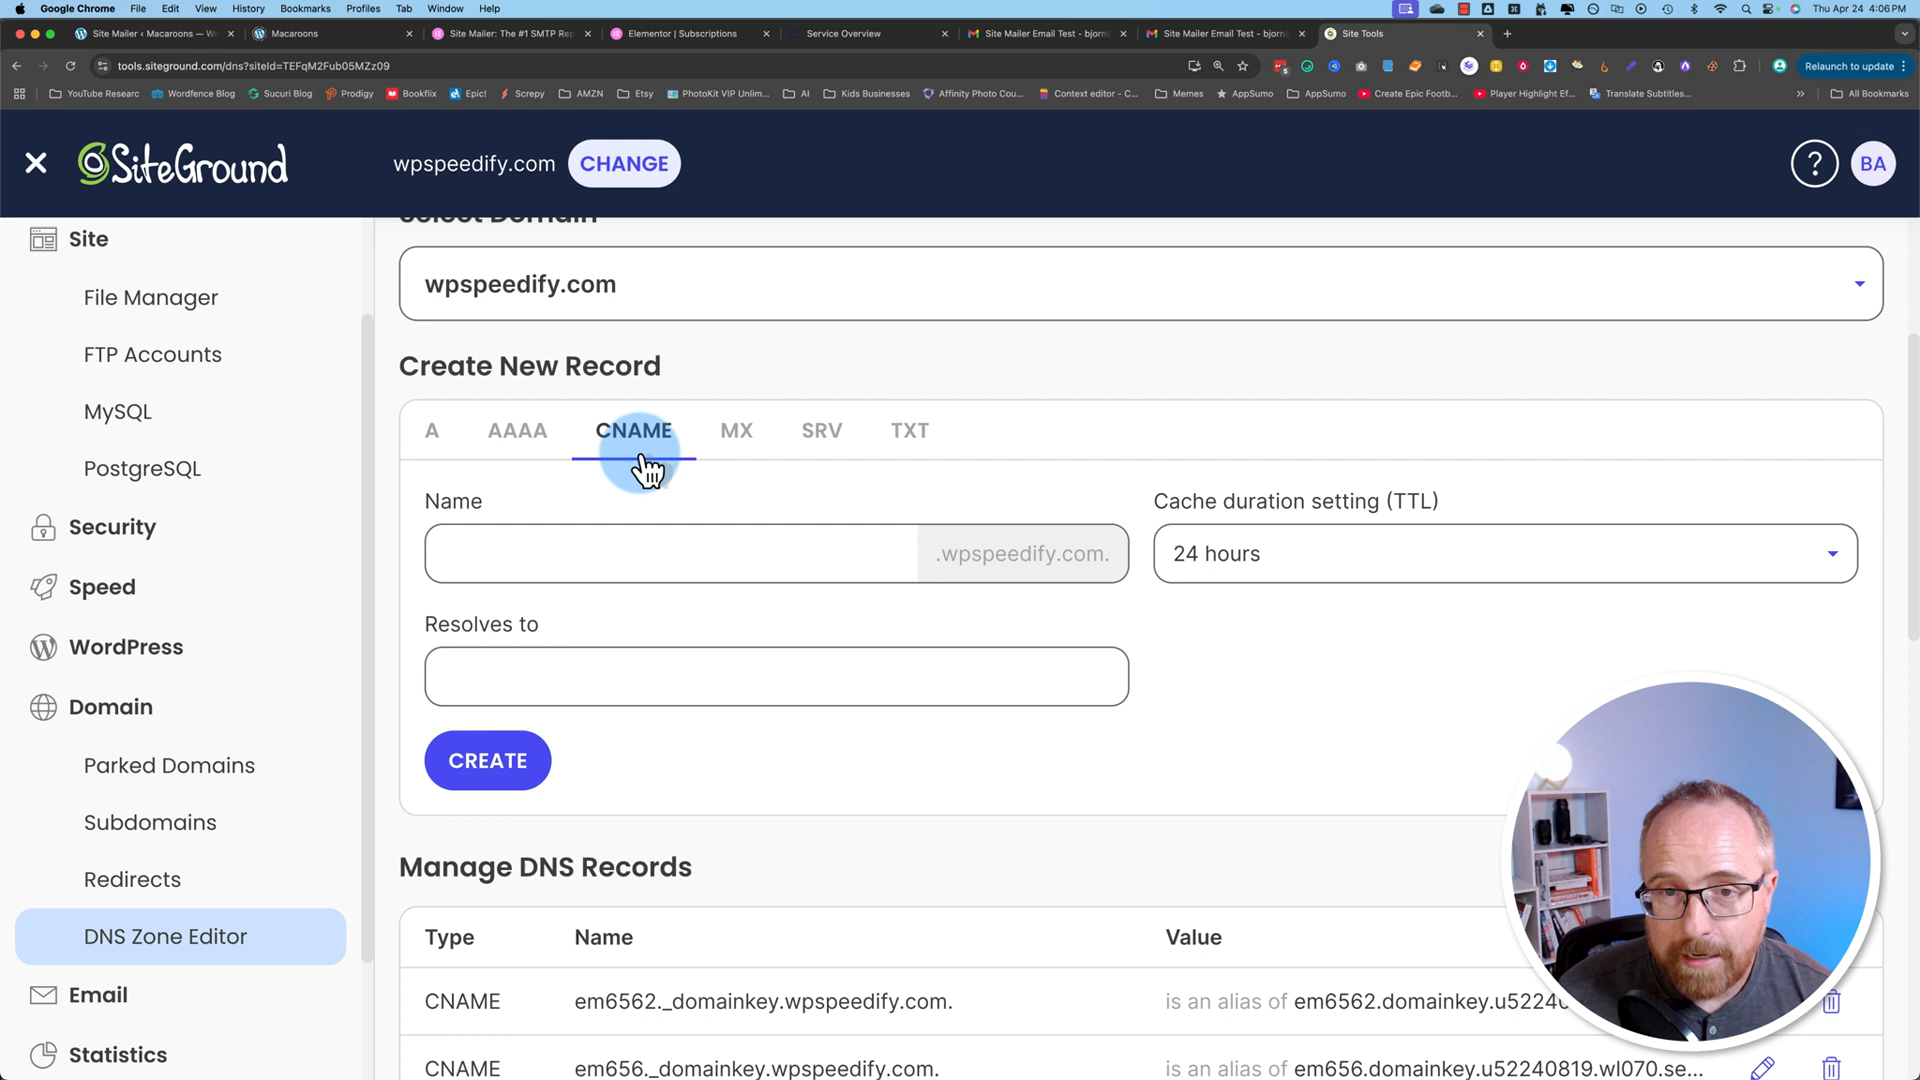 Google Chrome File Edit View History Bookmarks Profiles Tab Window Help Thu Apr 24 4:06 PM
Site Mailer ‹ Macaroons — Wo Macaroons Site Mailer: The #1 SMTP Rep Elementor | Subscriptions Service Overview Site Mailer Email Test - bjorn Site Mailer Email Test - bjorn Site Tools
tools.siteground.com/dns?siteId=TEFqM2Fub05MZz09 Relaunch to update
YouTube Researc Wordfence Blog Sucuri Blog Prodigy Bookflix Epic! Screpy AMZN Etsy PhotoKit VIP Unlim... AI Kids Businesses Affinity Photo Cou... Context editor - C... Memes AppSumo AppSumo Create Epic Footb... Player Highlight Ef... Translate Subtitles... All Bookmarks
SiteGround wpspeedify.com CHANGE ? BA
Select Domain
Site
File Manager
FTP Accounts
MySQL
PostgreSQL
Security
Speed
WordPress
Domain
Parked Domains
Subdomains
Redirects
DNS Zone Editor
Email
Statistics
wpspeedify.com
Create New Record
A AAAA CNAME MX SRV TXT
Name Cache duration setting (TTL)
.wpspeedify.com. 24 hours
Resolves to
CREATE
Manage DNS Records
Type Name Value
CNAME em6562._domainkey.wpspeedify.com. is an alias of em6562.domainkey.u52240
CNAME em656._domainkey.wpspeedify.com. is an alias of em656.domainkey.u52240819.wl070.se...